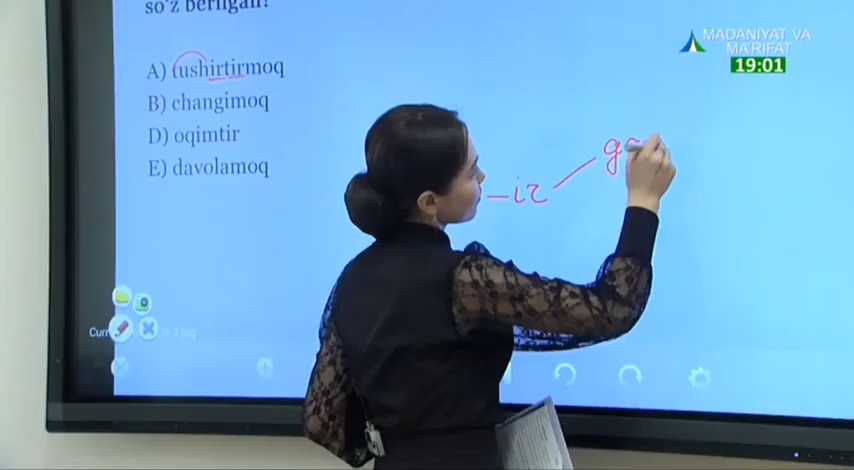 so'z berilgan?
A) tushirtirmoq
B) changimoq
D) oqimtir
E) davolamoq
– ir
MADANIYAT VA
MA'RIFAT
19:01